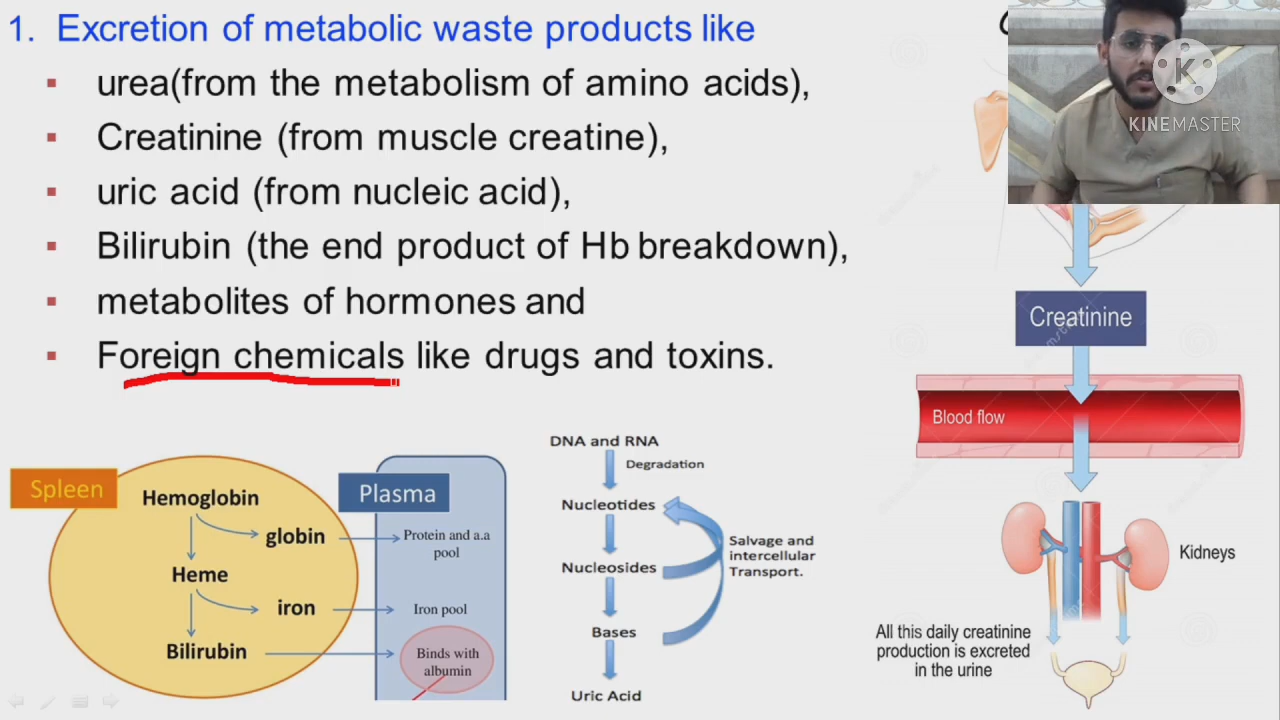 1. Excretion of metabolic waste products like
urea(from the metabolism of amino acids),
Creatinine (from muscle creatine),
uric acid (from nucleic acid),
Bilirubin (the end product of Hb breakdown),
metabolites of hormones and
Foreign chemicals like drugs and toxins.
K
KINEMASTER
Creatinine
Blood flow
Kidneys
All this daily creatinine
production is excreted
in the urine
Spleen
Hemoglobin
globin
Heme
iron
Bilirubin
Plasma
Protein and a.a
pool
Iron pool
Binds with
albumin
DNA and RNA
Degradation
Nucleotides
Nucleosides
Bases
Uric Acid
Salvage and
intercellular
Transport.